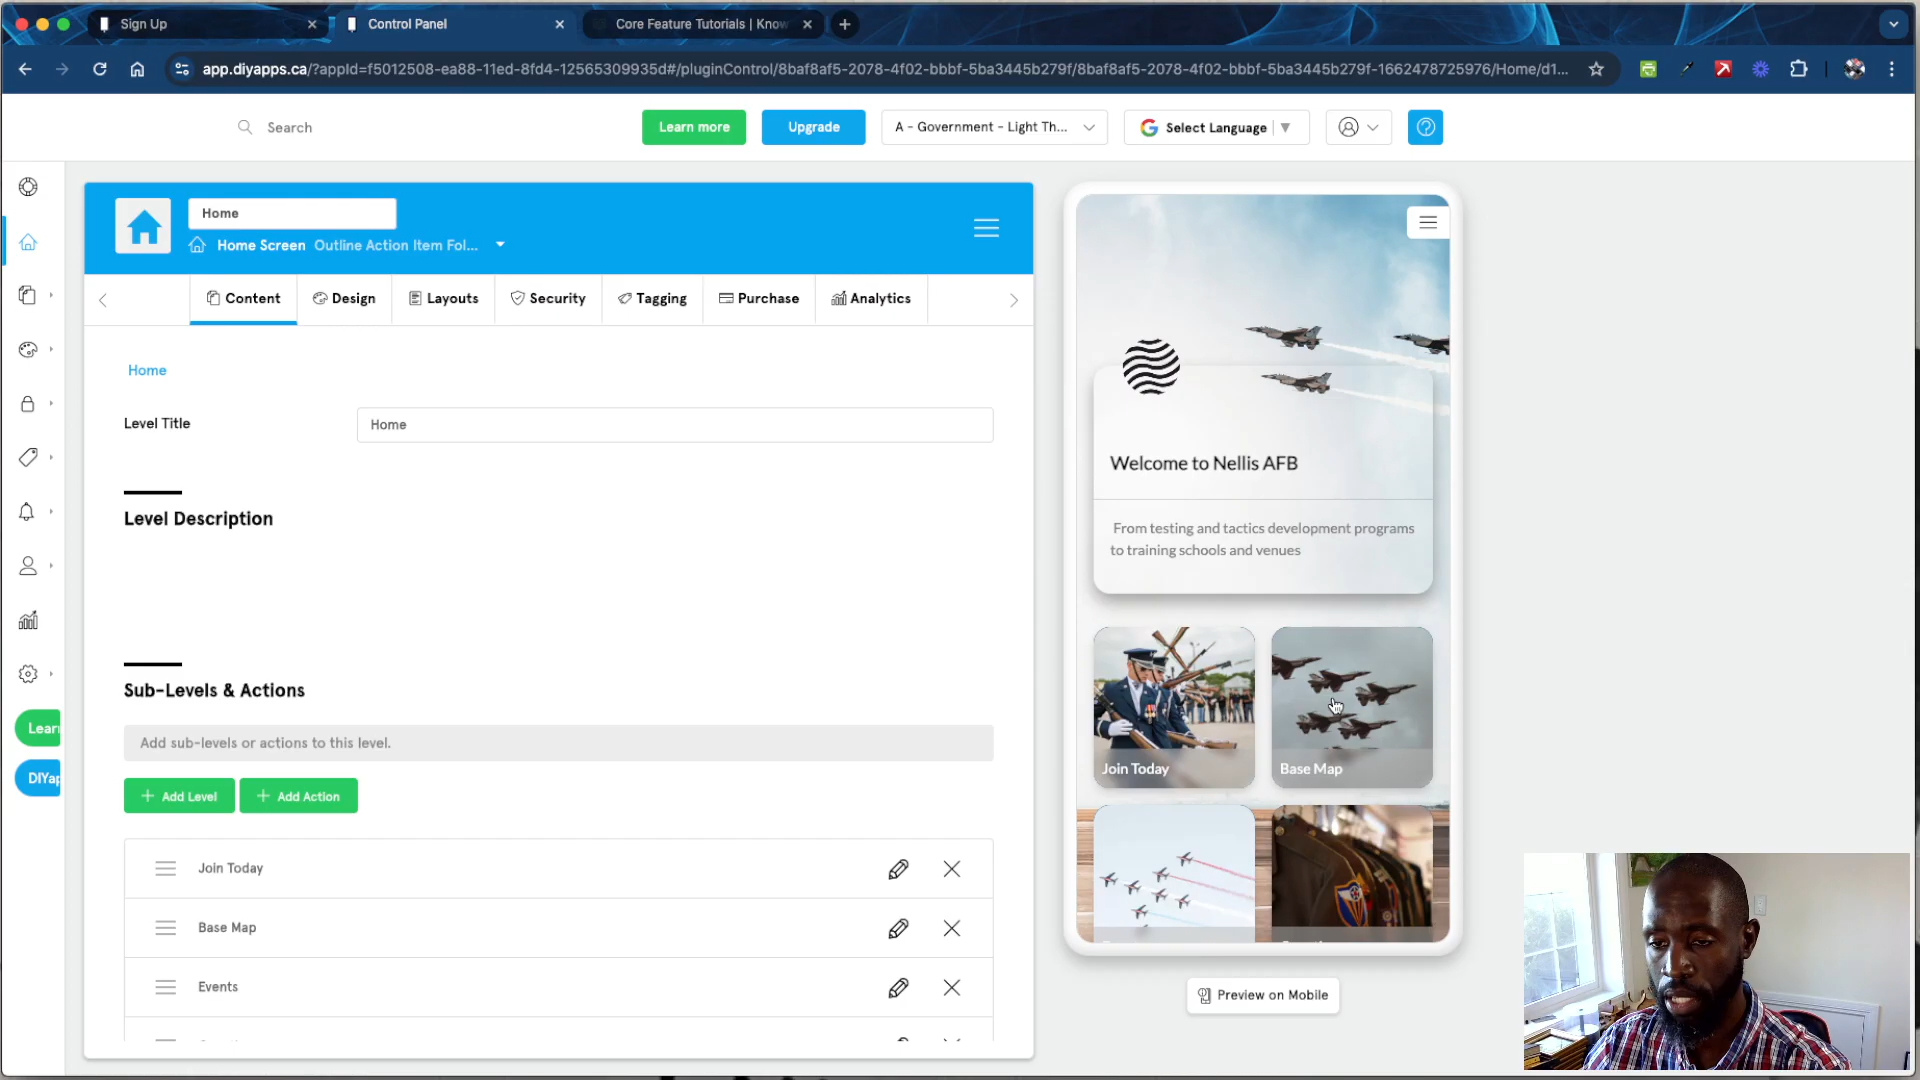 Sign Up
Control Panel
Core Feature Tutorials | Know
app.diyapps.ca/?appId=f5012508-ea88-11ed-8fd4-12565309935d#/pluginControl/8baf8af5-2078-4f02-bbbf-5ba3445b279f/8baf8af5-2078-4f02-bbbf-5ba3445b279f-1662478725976/Home/d1...
Search
Learn more
Upgrade
A - Government - Light Th...
Select Language
Home
Home Screen Outline Action Item Fol...
Content
Design
Layouts
Security
Tagging
Purchase
Analytics
Home
Level Title
Home
Level Description
Sub-Levels & Actions
Add sub-levels or actions to this level.
+ Add Level
+ Add Action
Join Today
Base Map
Events
Lear
DIYap
Welcome to Nellis AFB
From testing and tactics development programs
to training schools and venues
Join Today
Base Map
Preview on Mobile